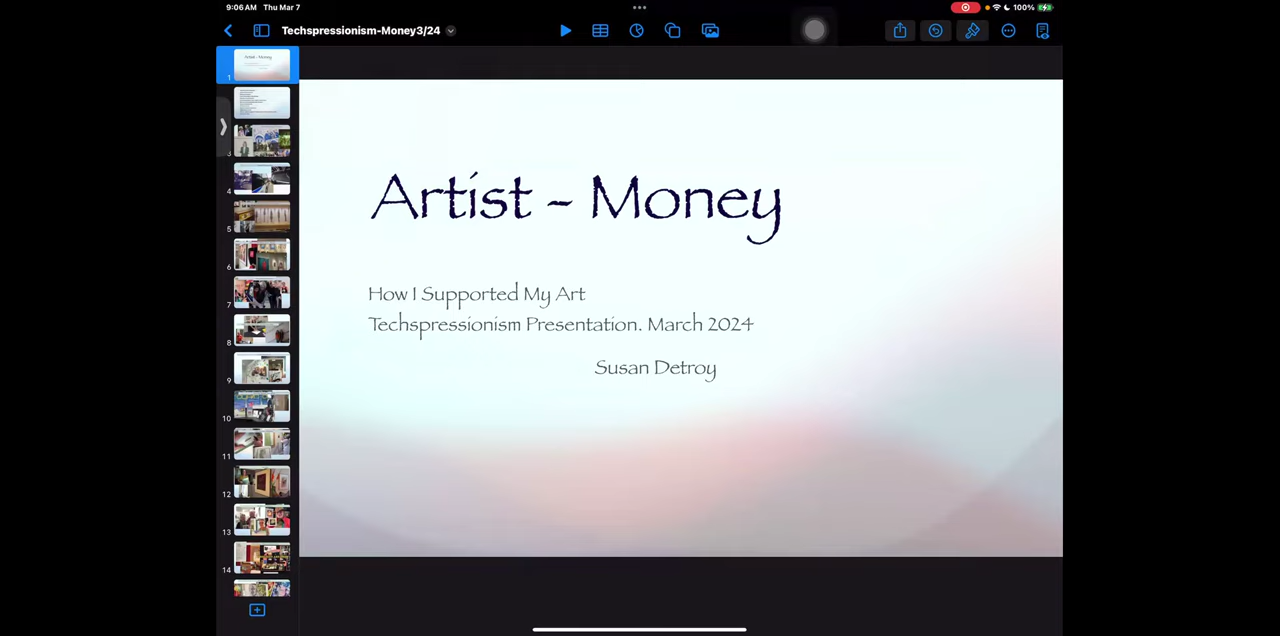 9:06 AM Thu Mar 7
100%
Techspressionism-Money3/24
Artist - Money
How I Supported My Art
Techspressionism Presentation. March 2024
Susan Detroy
1
3
4
5
6
7
8
9
10
11
12
13
14